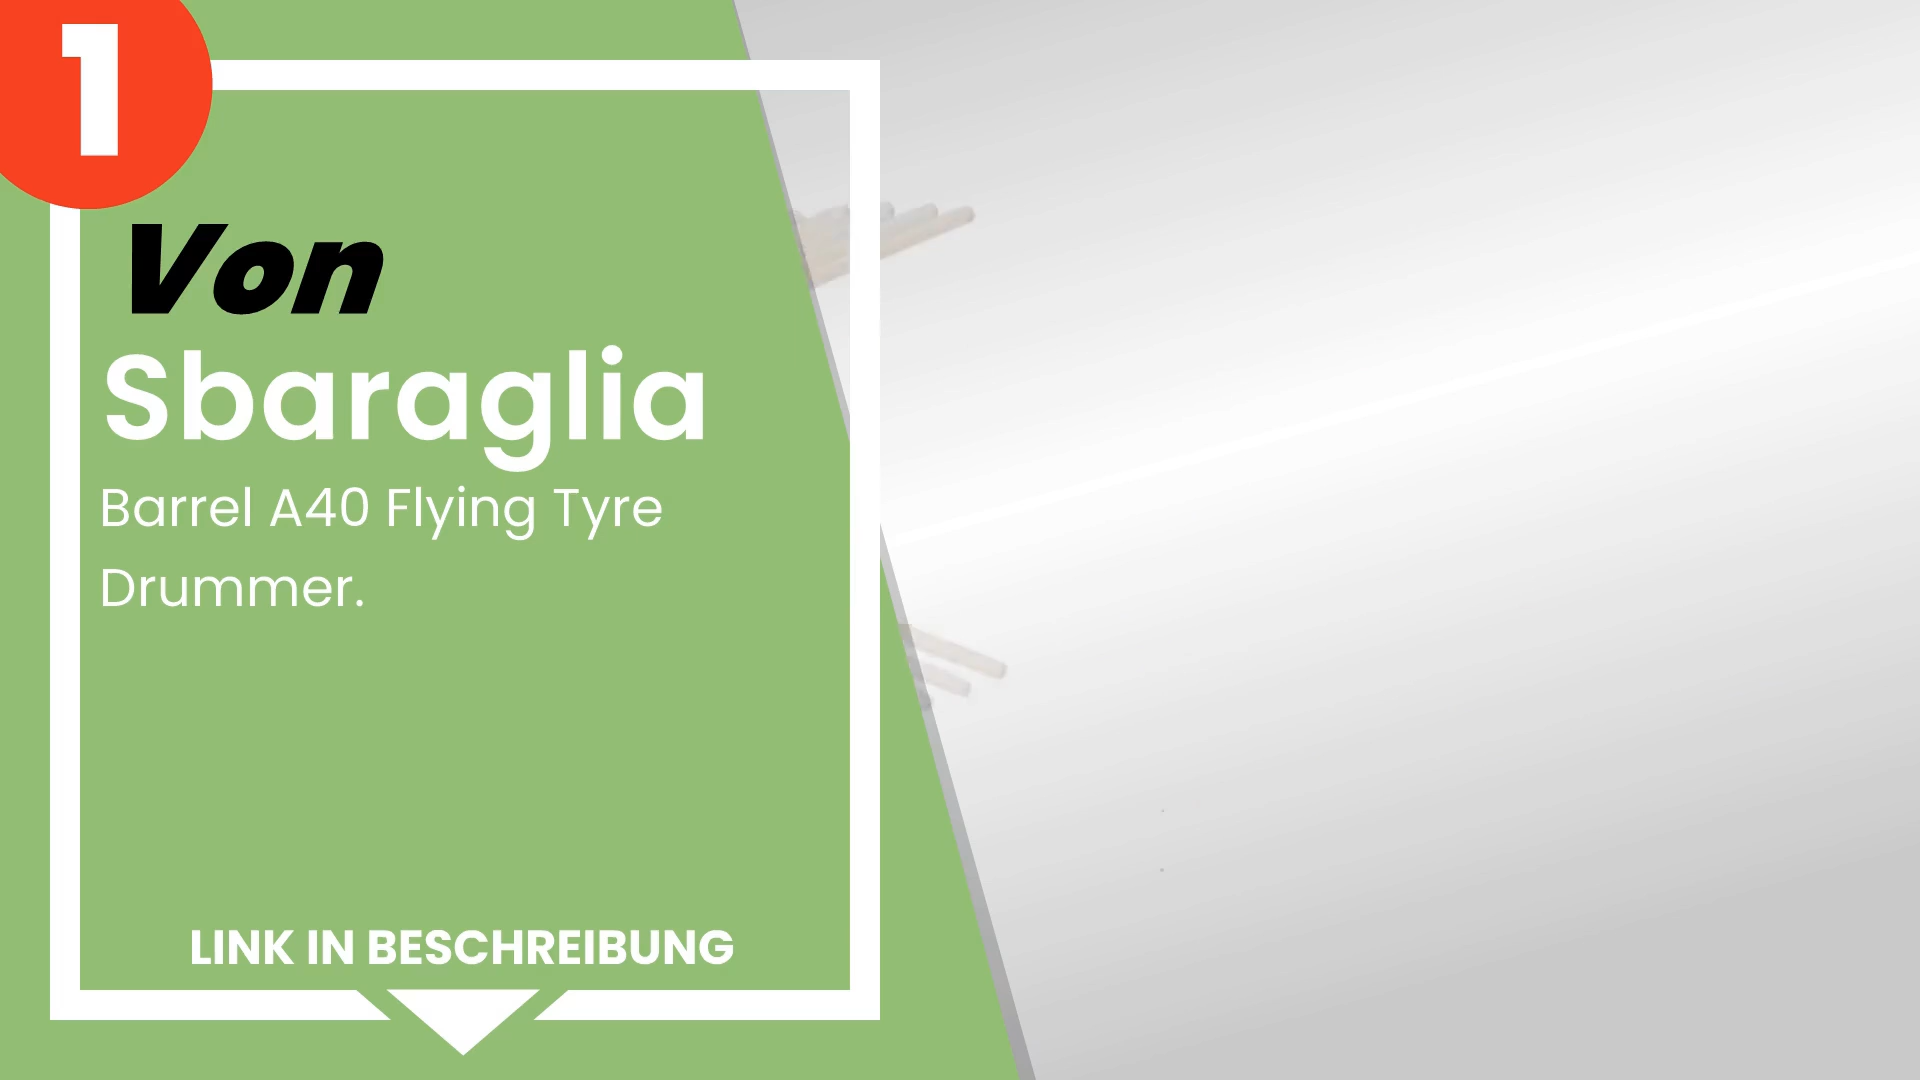 1
Von
Sbaraglia
Barrel A40 Flying Tyre
Drummer.
LINK IN BESCHREIBUNG